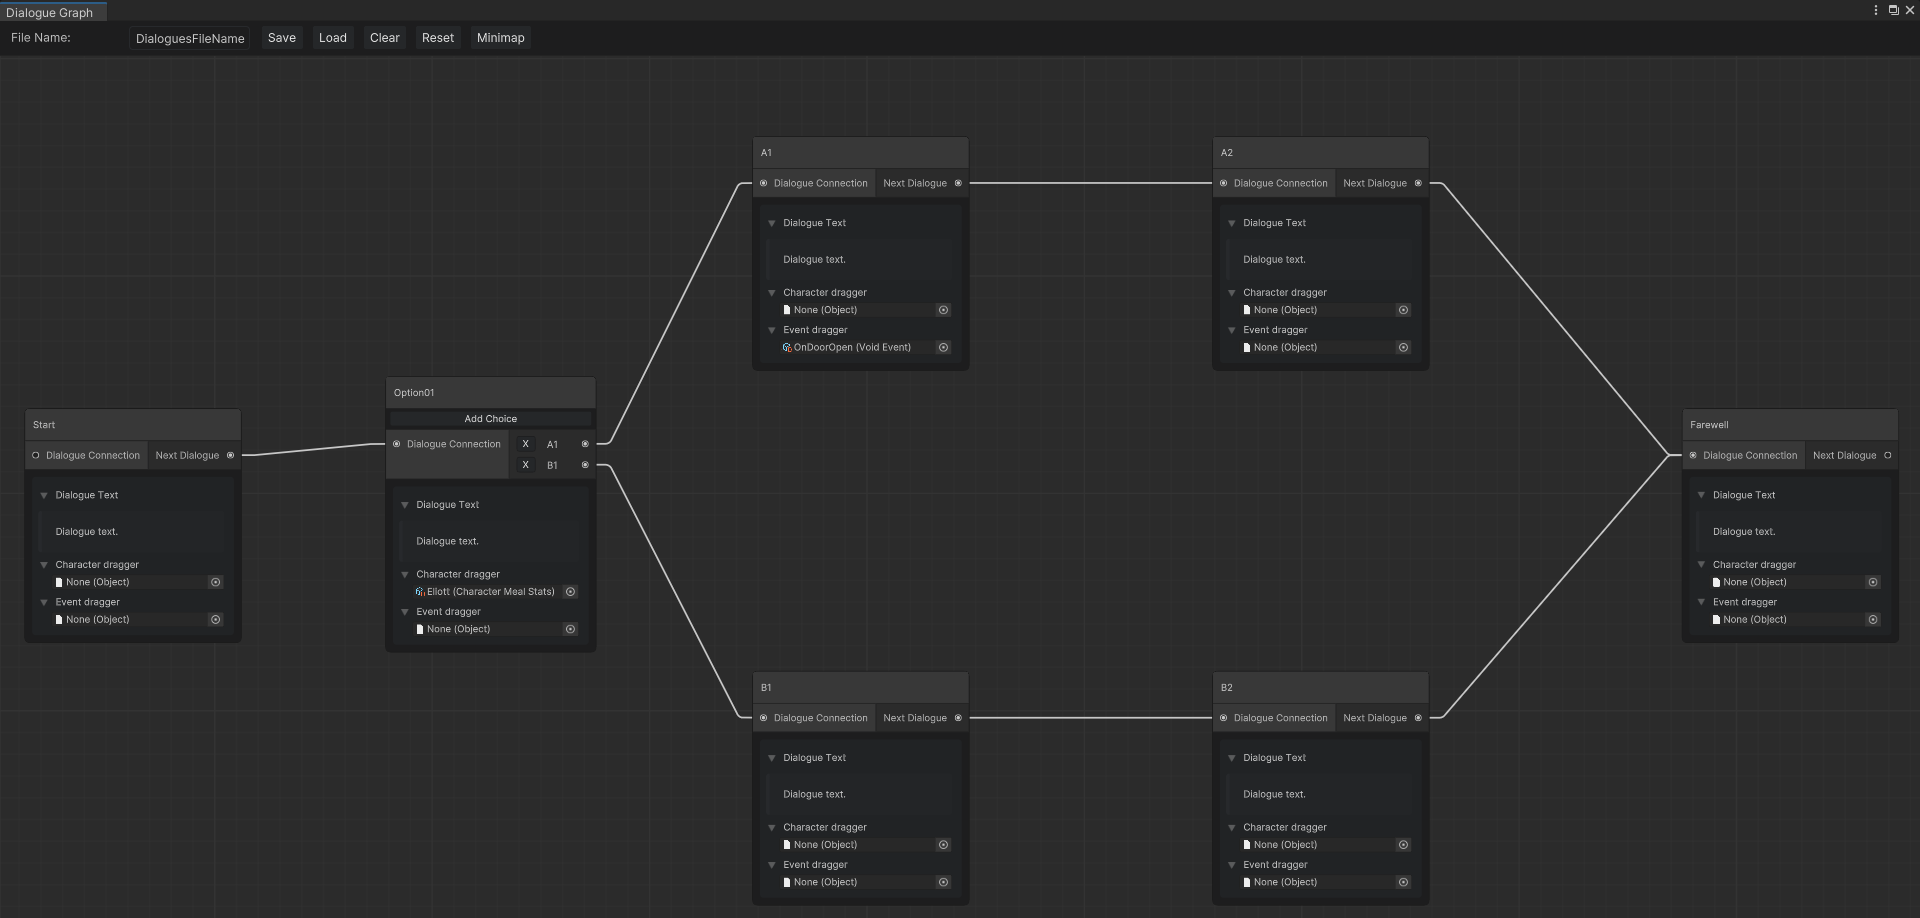 Dialogue Graph
File Name: DialoguesFileName Save Load Clear Reset Minimap
Start
Dialogue Connection Next Dialogue
Dialogue Text
Dialogue text.
Character dragger
None (Object)
Event dragger
None (Object)
Option01
Add Choice
Dialogue Connection X A1
X B1
Dialogue Text
Dialogue text.
Character dragger
Eliott (Character Meal Stats)
Event dragger
None (Object)
A1
Dialogue Connection Next Dialogue
Dialogue Text
Dialogue text.
Character dragger
None (Object)
Event dragger
OnDoorOpen (Void Event)
A2
Dialogue Connection Next Dialogue
Dialogue Text
Dialogue text.
Character dragger
None (Object)
Event dragger
None (Object)
B1
Dialogue Connection Next Dialogue
Dialogue Text
Dialogue text.
Character dragger
None (Object)
Event dragger
None (Object)
B2
Dialogue Connection Next Dialogue
Dialogue Text
Dialogue text.
Character dragger
None (Object)
Event dragger
None (Object)
Farewell
Dialogue Connection Next Dialogue
Dialogue Text
Dialogue text.
Character dragger
None (Object)
Event dragger
None (Object)